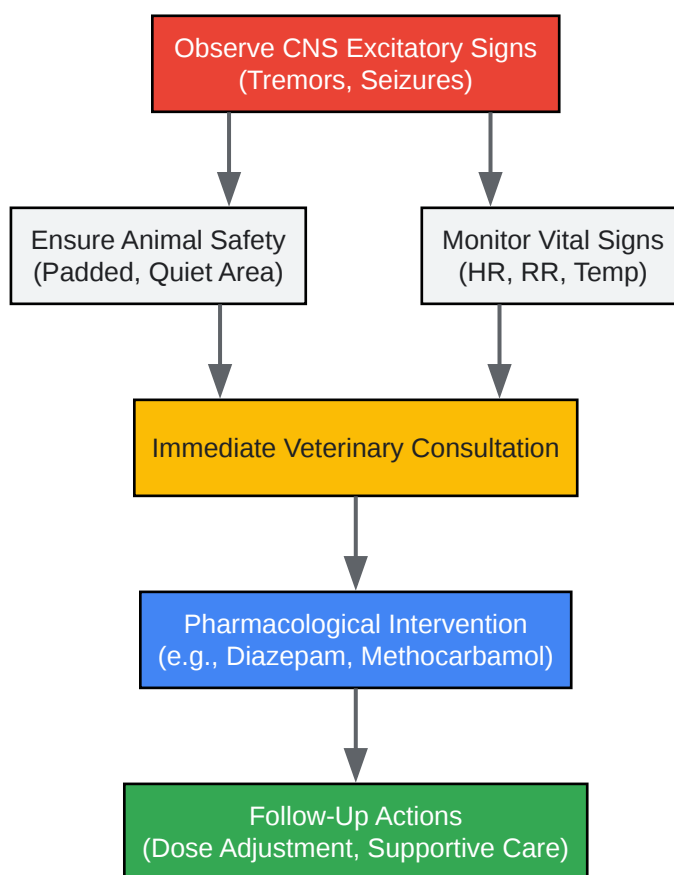 Observe CNS Excitatory Signs
(Tremors, Seizures)
Ensure Animal Safety
(Padded, Quiet Area)
Monitor Vital Signs
(HR, RR, Temp)
Immediate Veterinary Consultation
Pharmacological Intervention
(e.g., Diazepam, Methocarbamol)
Follow-Up Actions
(Dose Adjustment, Supportive Care)